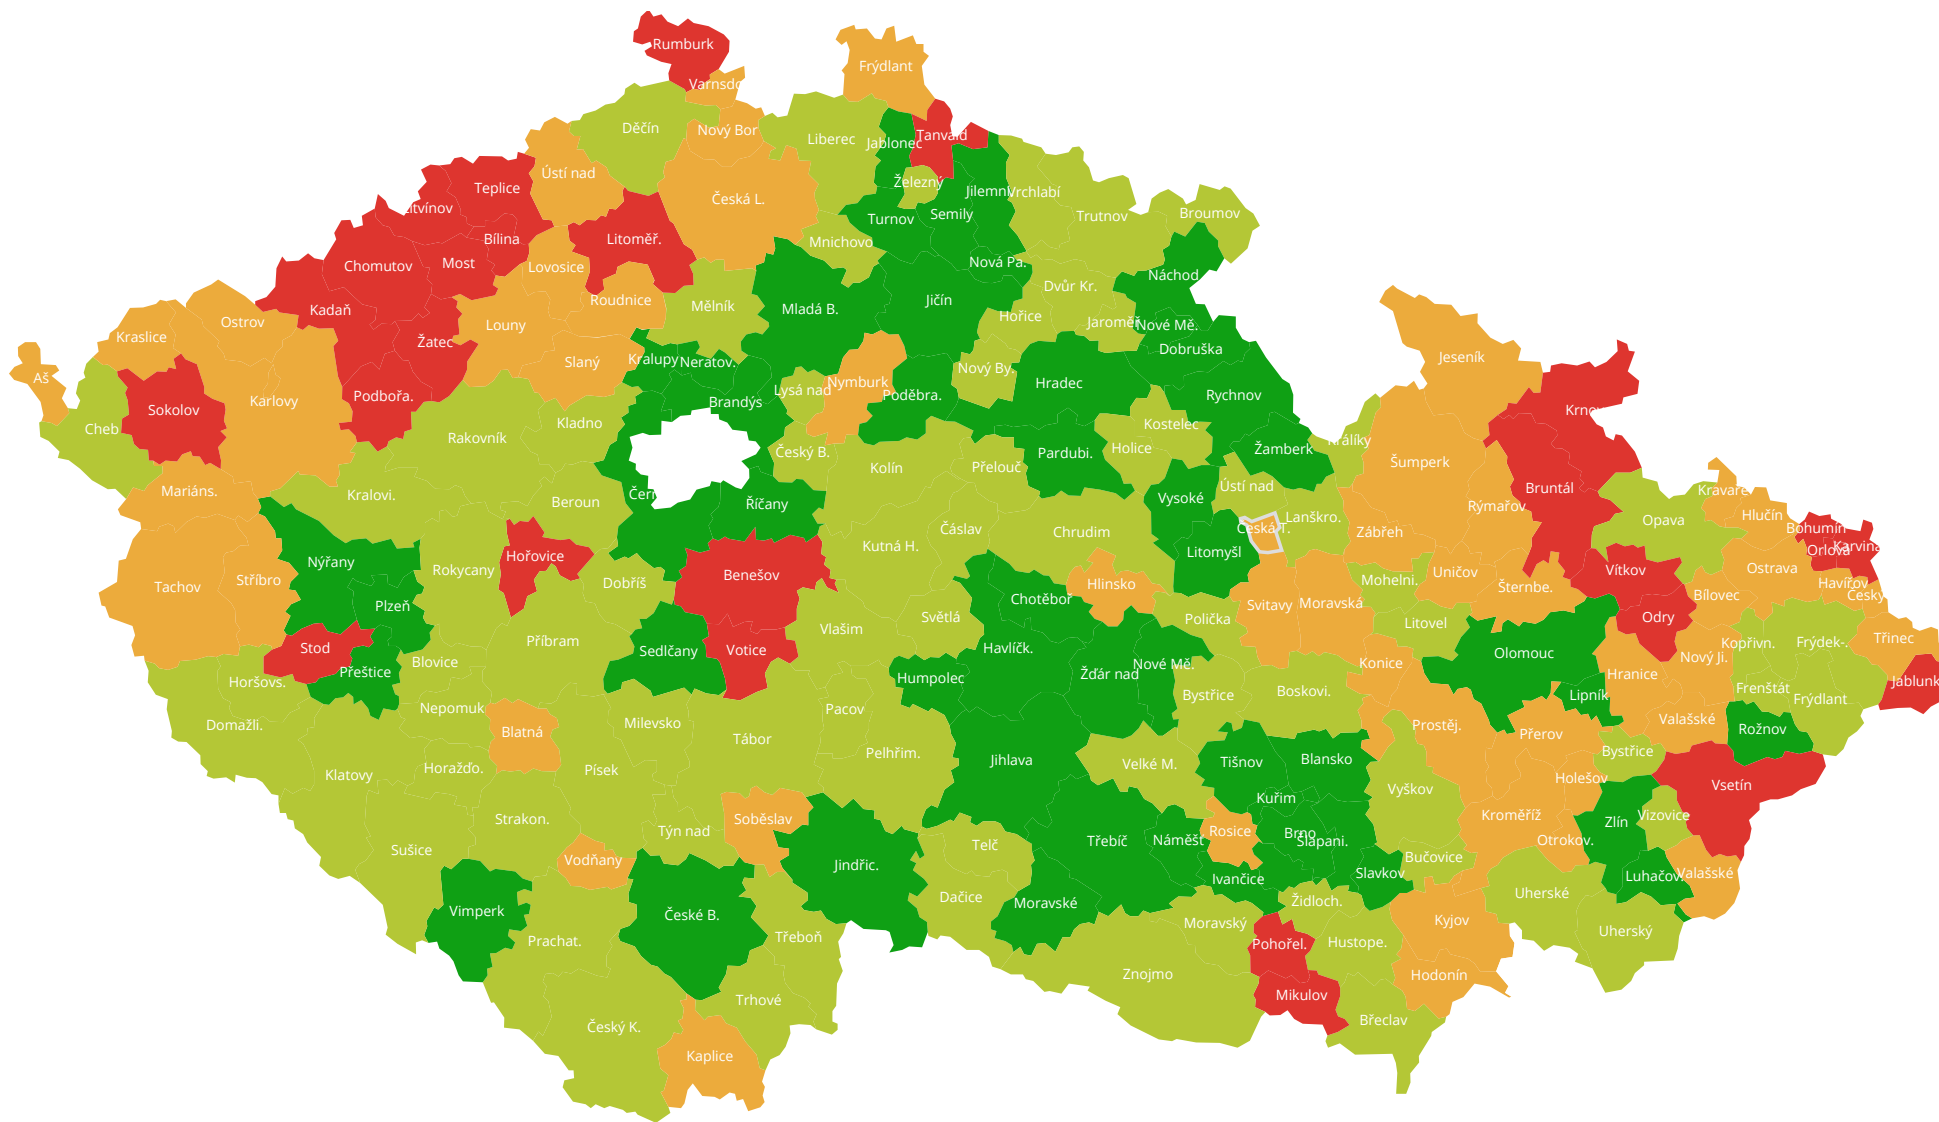 Rumburk
Frýdlant
Varnsdo
Děčín
Nový Bor
Liberec
Jablonec
Tanvald
Ústí nad
Železný
Teplice
Česká L.
Jilemni
Vrchlabí
Litvínov
Turnov
Semily
Trutnov
Broumov
Bílina
Litoměř.
Mnichovo
Chomutov
Most
Lovosice
Nová Pa.
Náchod
Dvůr Kr.
Kadaň
Roudnice
Mělník
Mladá B.
Jičín
Hořice
Ostrov
Louny
Jaroměř
Nové Mě.
Kraslice
Žatec
Dobruška
Jeseník
Slaný
Kralupy
Neratov.
Nový By.
Aš
Nymburk
Hradec
Lysá nad
Poděbra.
Rychnov
Podbořa.
Karlovy
Brandýs
Sokolov
Krnov
Cheb
Kladno
Kostelec
Rakovník
Králíky
Holice
Žamberk
Český B.
Pardubi.
Kolín
Přelouč
Šumperk
Mariáns.
Kralovi.
Ústí nad
Bruntál
Kravaře
Čern
Vysoké
Beroun
Říčany
Rýmařov
Hlučín
Lanškro.
Opava
Čáslav
Česká T.
Bohumín
Chrudim
Zábřeh
Kutná H.
Karviná
Orlová
Litomyšl
Hořovice
Nýřany
Rokycany
Ostrava
Vítkov
Benešov
Uničov
Stříbro
Mohelni.
Dobříš
Hlinsko
Havířov
Tachov
Šternbe.
Bílovec
Český
Chotěboř
Plzeň
Svitavy
Moravská
Světlá
Odry
Polička
Litovel
Vlašim
Třinec
Příbram
Frýdek-.
Kopřivn.
Stod
Havlíčk.
Votice
Sedlčany
Olomouc
Nový Ji.
Blovice
Konice
Nové Mě.
Přeštice
Žďár nad
Hranice
Humpolec
Jablunk
Horšovs.
Frenštát
Boskovi.
Bystřice
Lipník
Frýdlant
Nepomuk
Pacov
Valašské
Milevsko
Domažli.
Prostěj.
Rožnov
Blatná
Přerov
Tábor
Bystřice
Pelhřim.
Blansko
Jihlava
Tišnov
Velké M.
Horažďo.
Písek
Klatovy
Holešov
Vsetín
Vyškov
Kuřim
Kroměříž
Vizovice
Strakon.
Soběslav
Zlín
Týn nad
Rosice
Brno
Šlapani.
Náměšť
Třebíč
Otrokov.
Telč
Sušice
Bučovice
Vodňany
Jindřic.
Slavkov
Valašské
Luhačov.
Ivančice
Uherské
Dačice
Židloch.
Moravské
Vimperk
České B.
Kyjov
Moravský
Uherský
Třeboň
Prachat.
Hustope.
Pohořel.
Znojmo
Hodonín
Mikulov
Trhové
Břeclav
Český K.
Kaplice